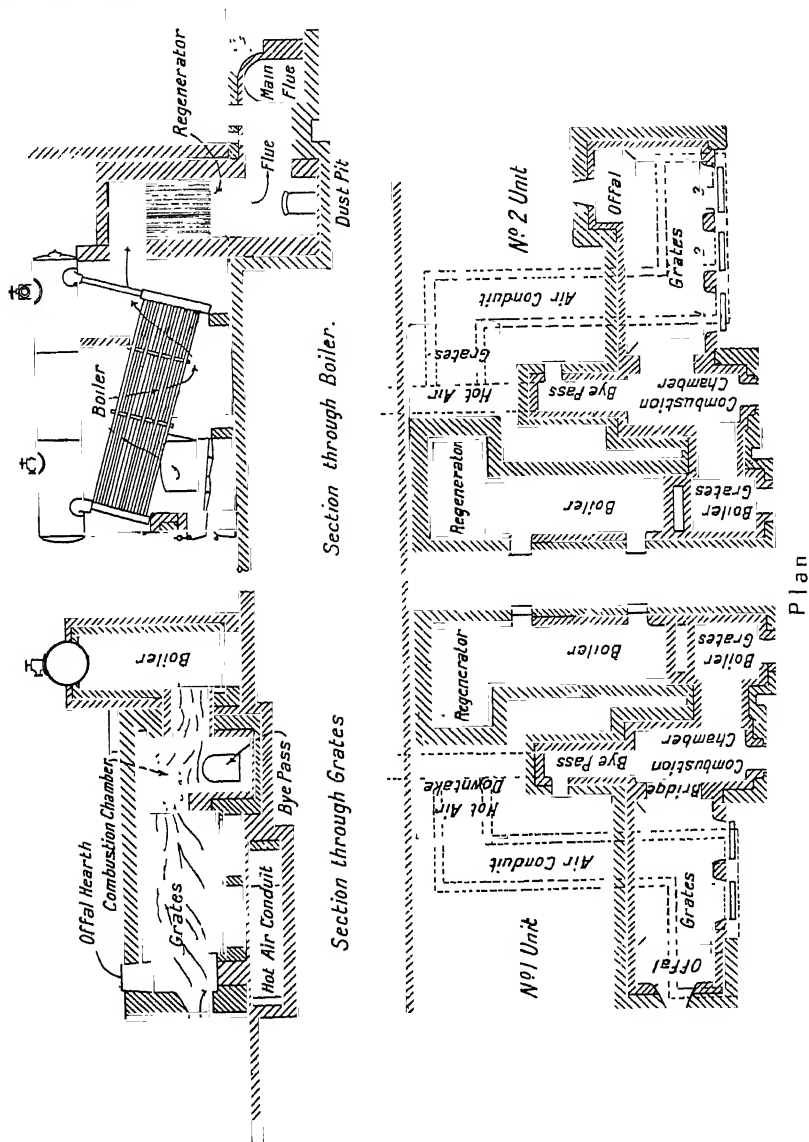 Offal Hearth
Combustion Chamber
Grates
Hot Air Conduit
Bye Pass
Boiler
Section through Grates
Boiler
Regenerator
Main
Flue
Flue
Dust Pit
Section through Boiler.
Nº1 Unit
Offal
Grates
Air Conduit
Hot Air
Downtake
Bye Pass
Bridge
Combustion
Chamber
Regenerator
Boiler
Boiler
Grates
Regenerator
Boiler
Boiler
Grates
Hot Air
Grates
Bye Pass
Combustion
Chamber
Air Conduit
Nº 2 Unit
Offal
Grates
Plan